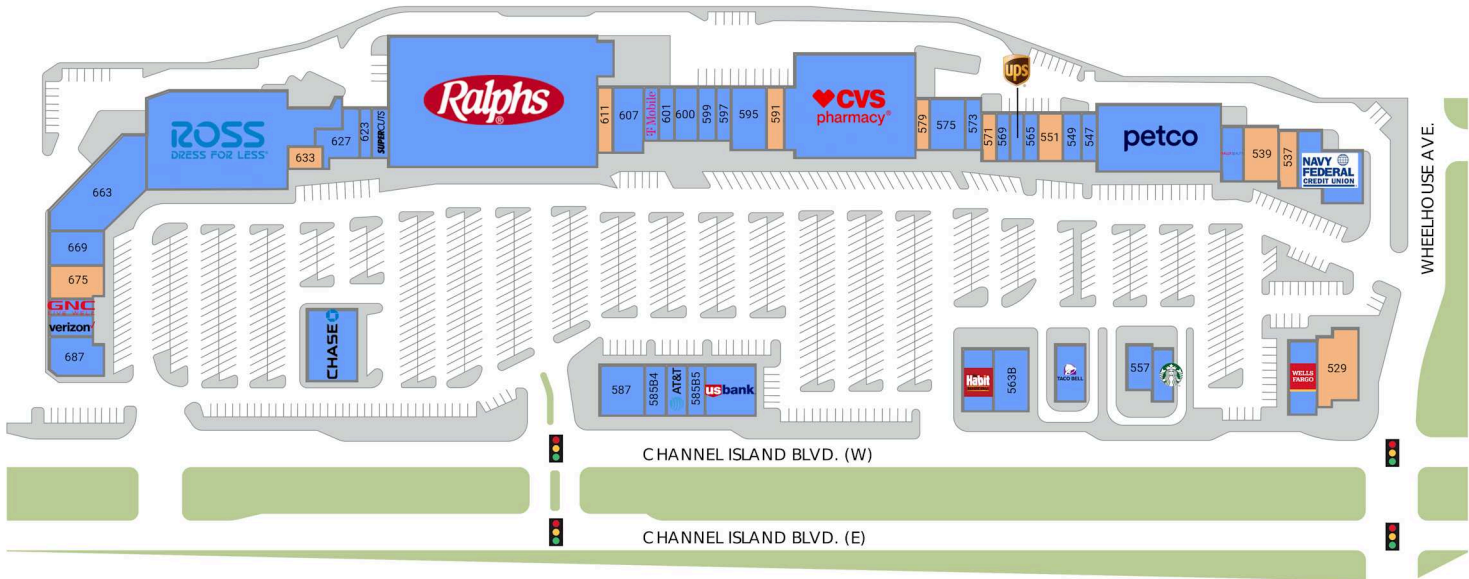 ROSS
DRESS FOR LESS
633
627
623
SUPERCUTS
Ralphs
611
607
T Mobile
601
600
599
597
595
591
CVS
pharmacy
579
575
573
571
569
ups
565
551
549
547
petco
539
537
NAVY
FEDERAL
CREDIT UNION
WHEELHOUSE AVE.
663
669
675
GNC
LIVE WELL
verizon
687
CHASE
587
585B4
AT&T
585B5
usbank
Habit
563B
TACO BELL
557
WELLS
FARGO
529
CHANNEL ISLAND BLVD. (W)
CHANNEL ISLAND BLVD. (E)